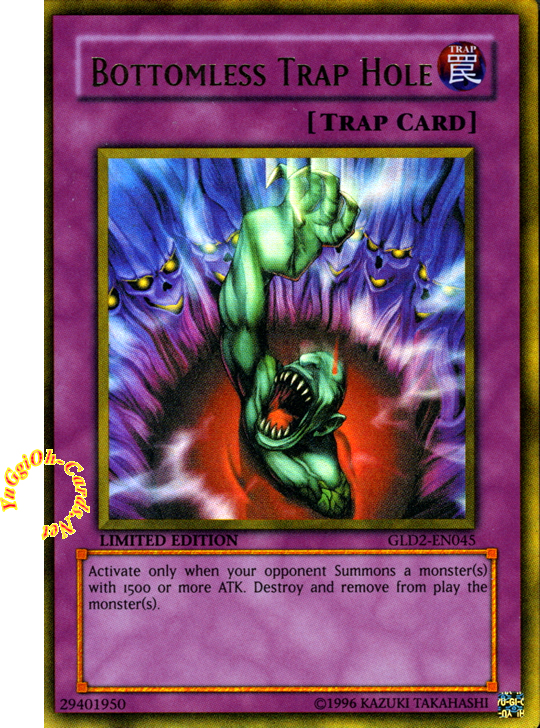 BOTTOMLESS TRAP HOLE
TRAP
罠
[TRAP CARD]
YuGgiOh-Cards.Net
LIMITED EDITION
GLD2-EN045
Activate only when your opponent Summons a monster(s)
with 1500 or more ATK. Destroy and remove from play the
monster(s).
29401950
©1996 KAZUKI TAKAHASHI